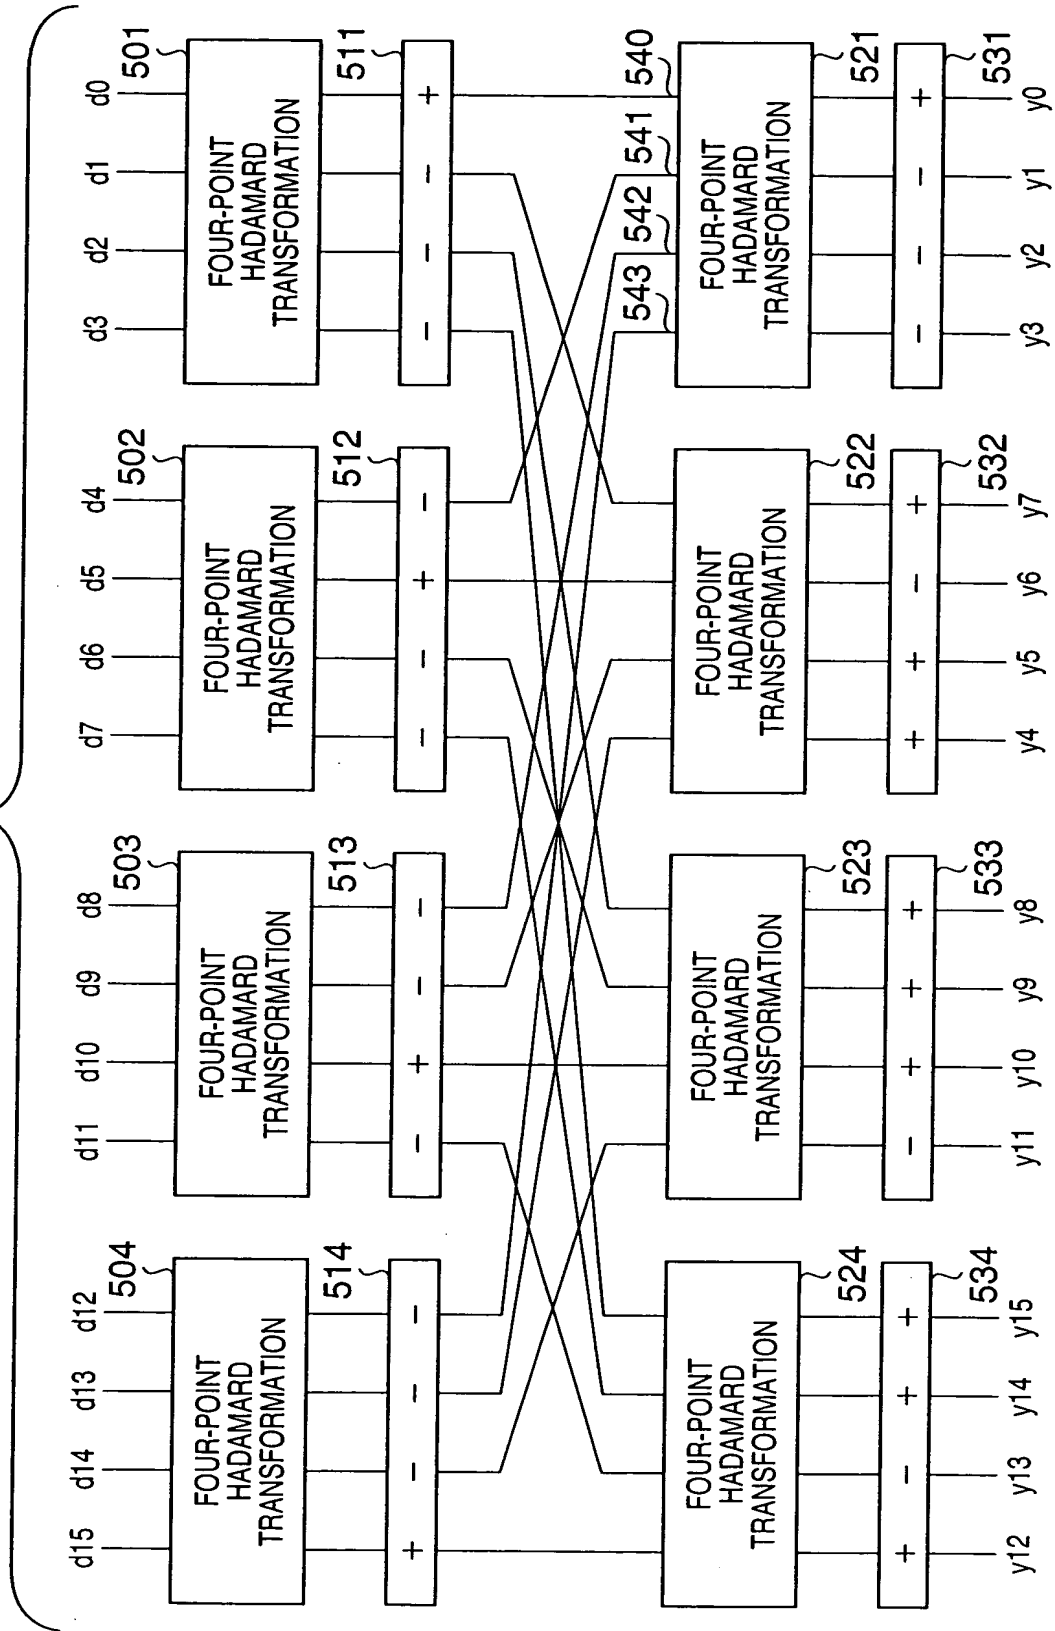 d15 d14 d13 d12 d11 d10 d9 d8 d7 d6 d5 d4 d3 d2 d1 d0
504 503 502 501
FOUR-POINT
HADAMARD
TRANSFORMATION
FOUR-POINT
HADAMARD
TRANSFORMATION
FOUR-POINT
HADAMARD
TRANSFORMATION
FOUR-POINT
HADAMARD
TRANSFORMATION
514 513 512 511
+ − − − − + − − − − + − − − − +
543 542 541 540
FOUR-POINT
HADAMARD
TRANSFORMATION
FOUR-POINT
HADAMARD
TRANSFORMATION
FOUR-POINT
HADAMARD
TRANSFORMATION
FOUR-POINT
HADAMARD
TRANSFORMATION
524 523 522 521
+ − + + − + + + + + − + − − − +
534 533 532 531
y12 y13 y14 y15 y11 y10 y9 y8 y4 y5 y6 y7 y3 y2 y1 y0